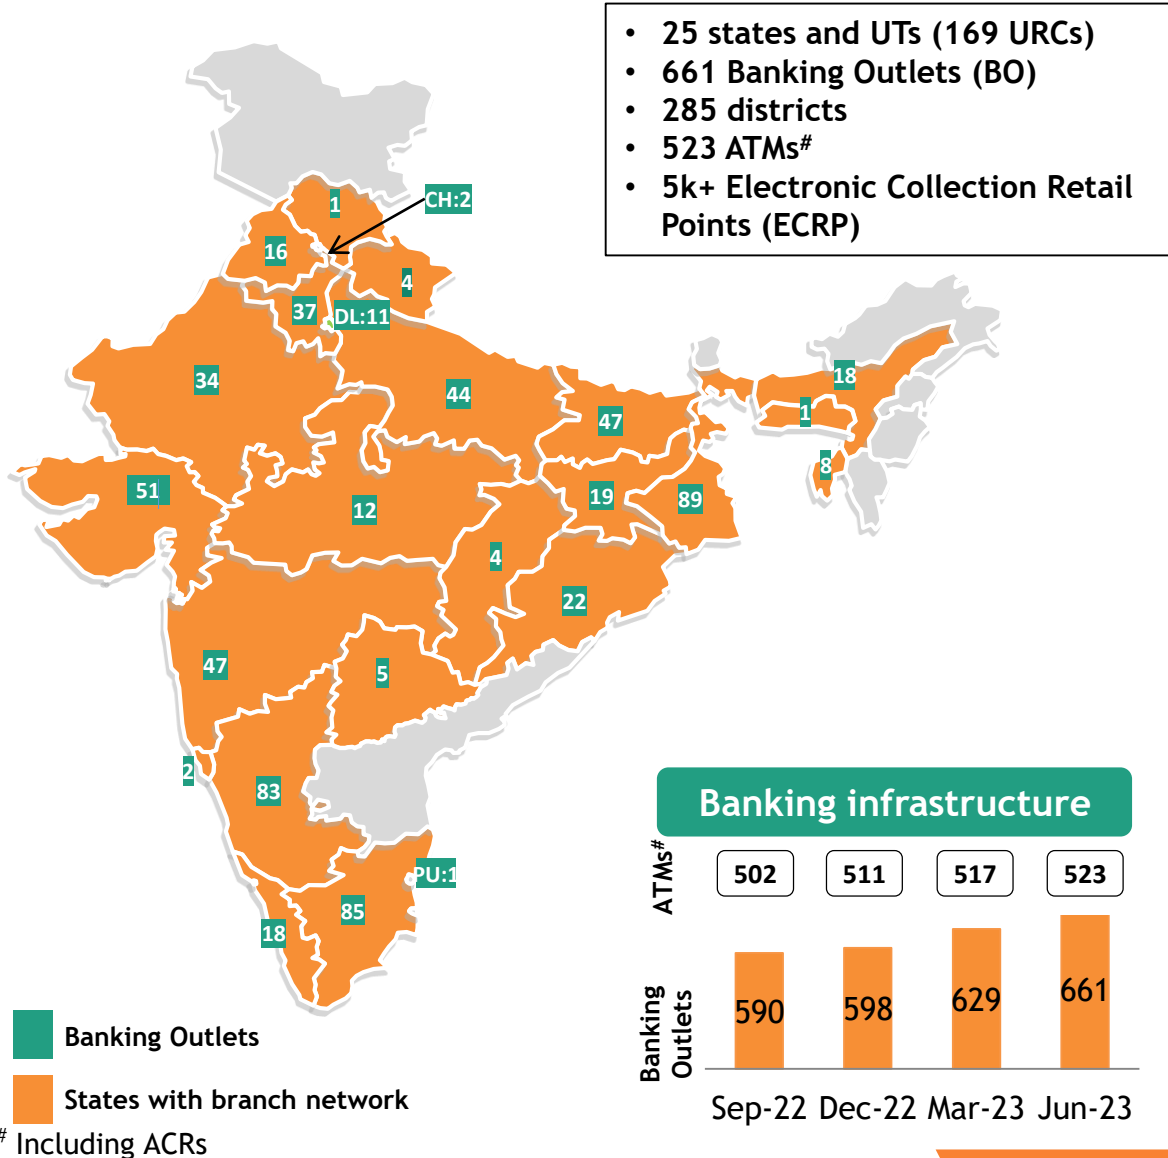 • 25 states and UTs (169 URCs)
• 661 Banking Outlets (BO)
• 285 districts
• 523 ATMs#
• 5k+ Electronic Collection Retail
Points (ECRP)
1
CH:2
16
4
37
DL:11
34
44
18
47
1
8
51
12
19
89
4
22
47
5
2
83
PU:1
85
18
Banking Outlets
States with branch network
# Including ACRs
Banking infrastructure
ATMs#
502 511 517 523
Banking
Outlets
590 598 629 661
Sep-22 Dec-22 Mar-23 Jun-23